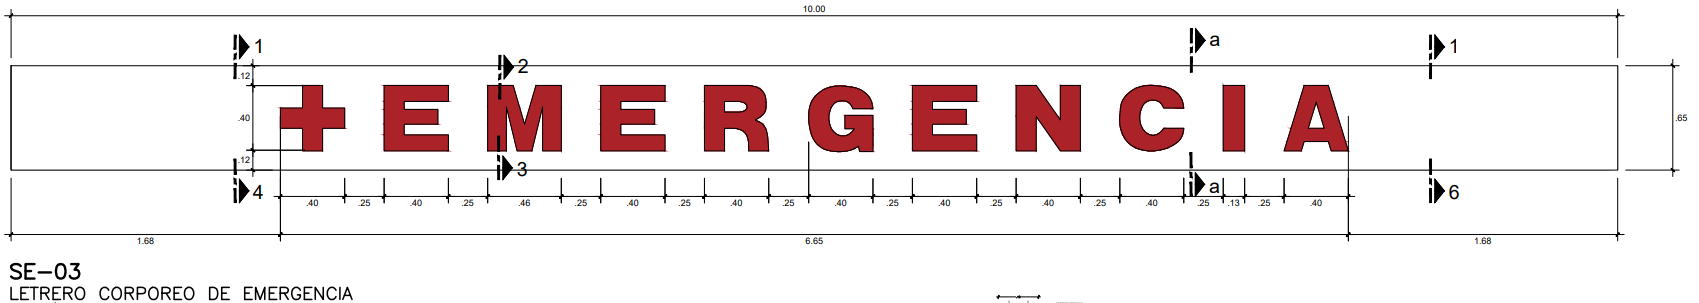 10.00
1 a 1
.12 2
+EMERGENCIA
.40 .65
.12 3
4 a 6
.40 .25 .40 .25 .46 .25 .40 .25 .40 .25 .40 .25 .40 .25 .40 .25 .40 .25 .13 .25 .40
1.68 6.65 1.68
SE-03
LETRERO CORPOREO DE EMERGENCIA